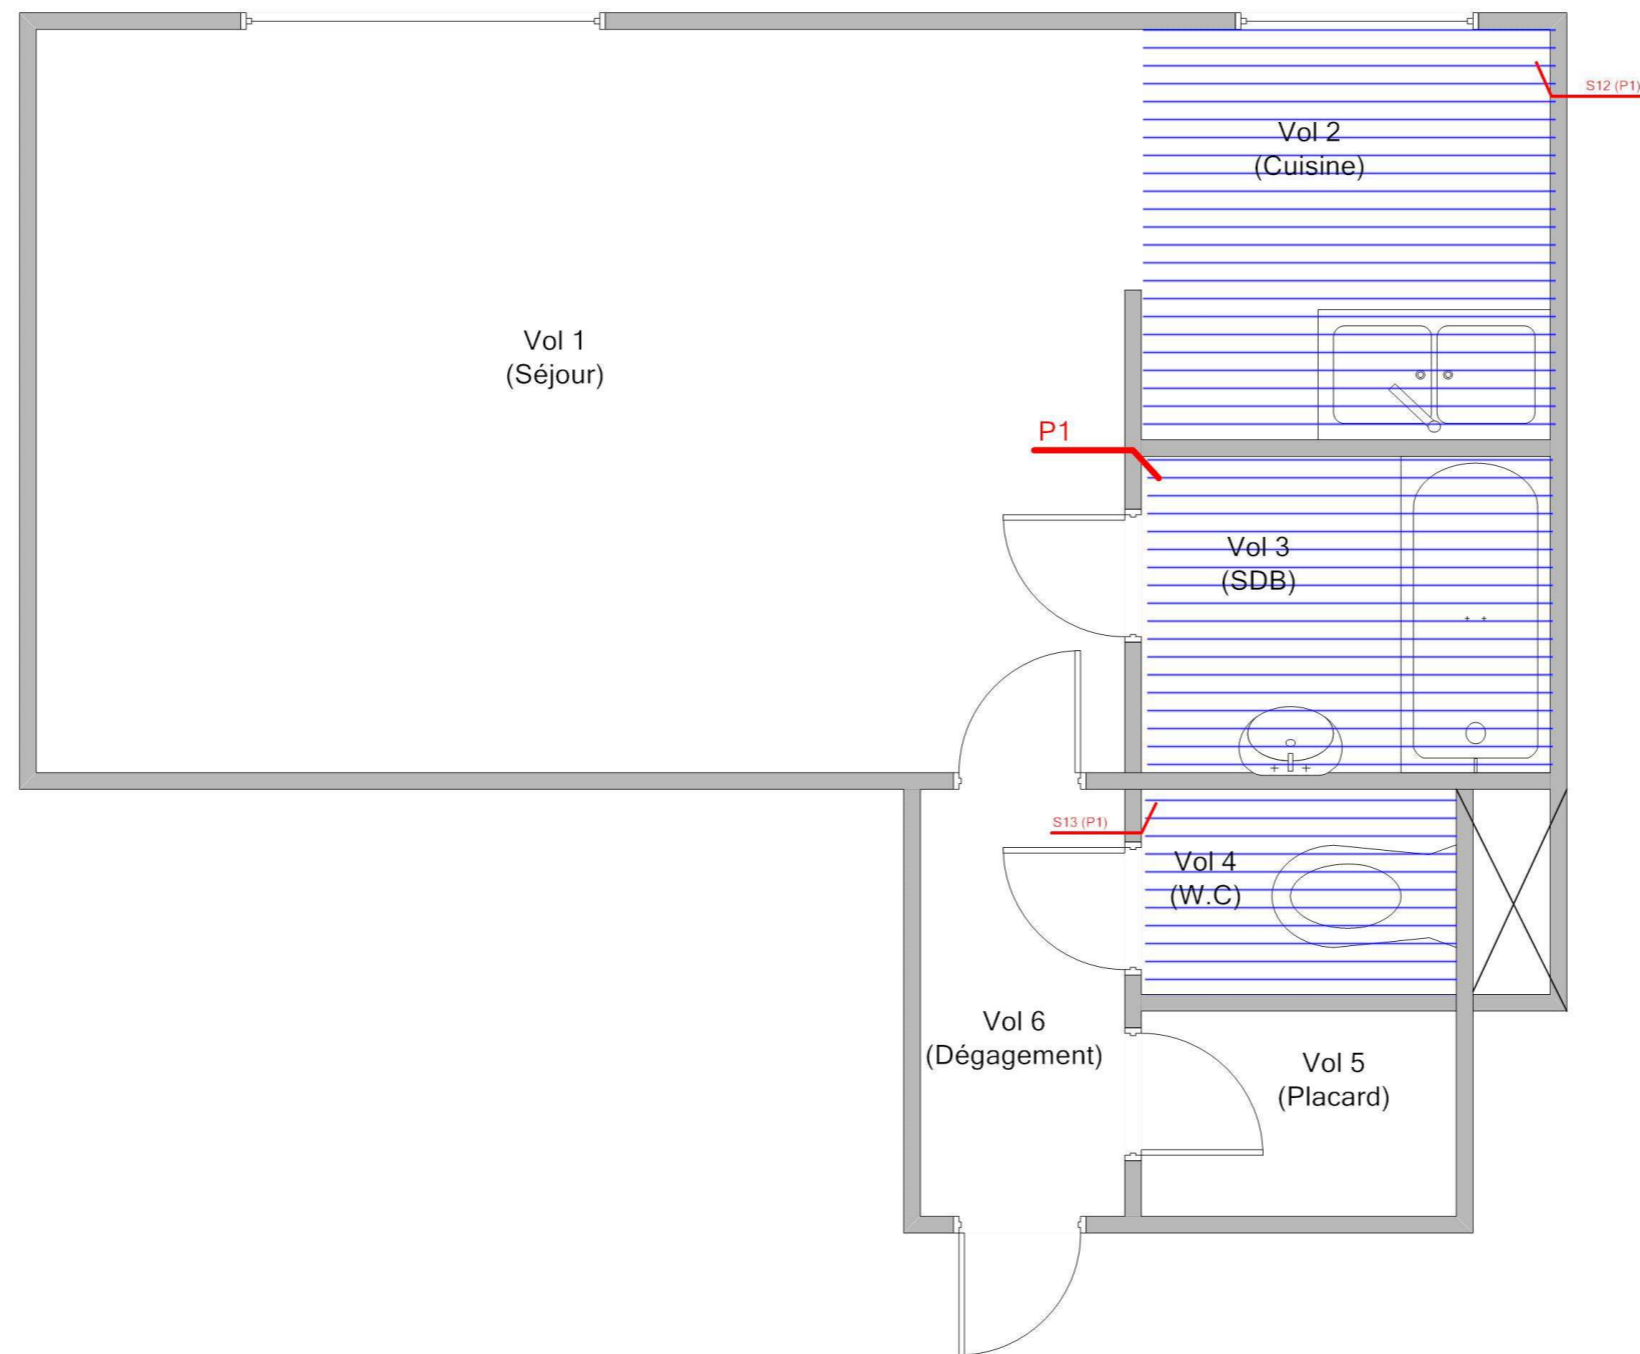 S12 (P1)
Vol 2
(Cuisine)
Vol 1
(Séjour)
P1
Vol 3
(SDB)
S13 (P1)
Vol 4
(W.C)
Vol 6
(Dégagement)
Vol 5
(Placard)